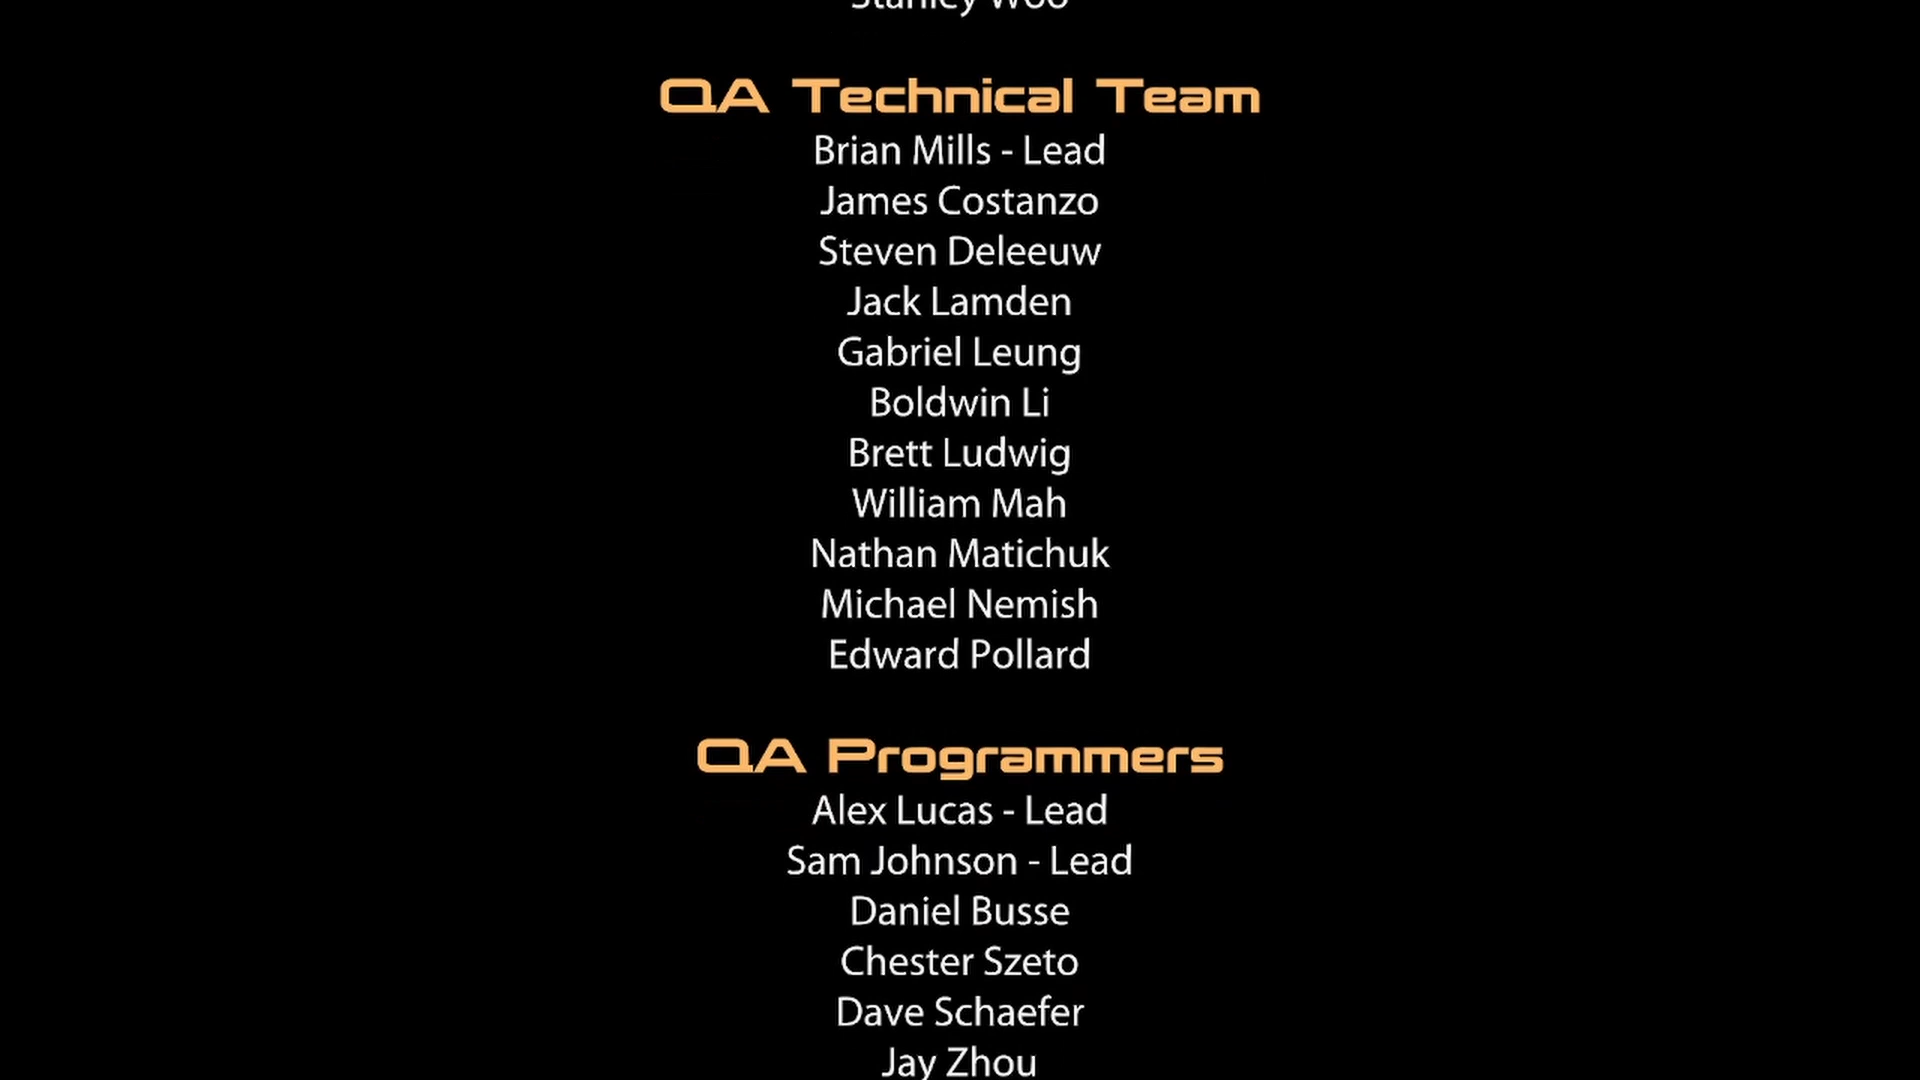 Stanley Woo
QA Technical Team
Brian Mills - Lead
James Costanzo
Steven Deleeuw
Jack Lamden
Gabriel Leung
Boldwin Li
Brett Ludwig
William Mah
Nathan Matichuk
Michael Nemish
Edward Pollard
QA Programmers
Alex Lucas - Lead
Sam Johnson - Lead
Daniel Busse
Chester Szeto
Dave Schaefer
Jay Zhou